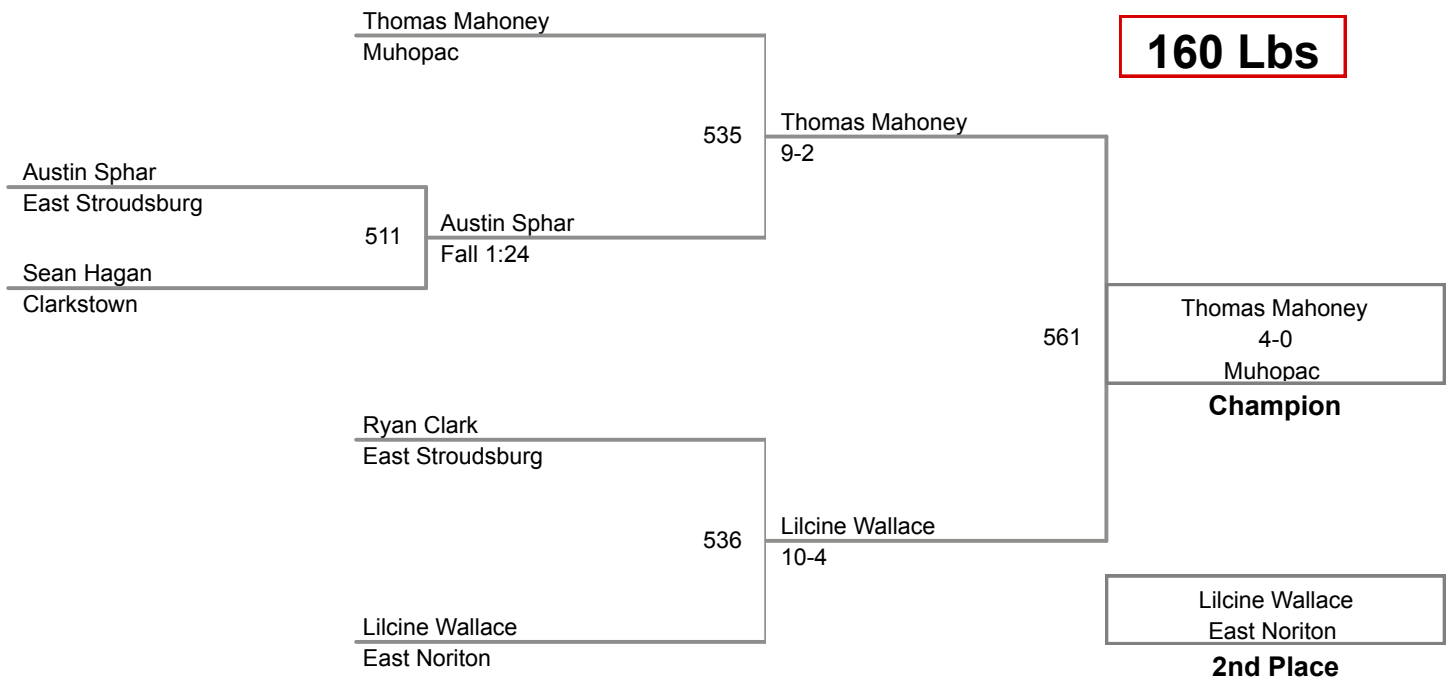 Thomas Mahoney
Muhopac
160 Lbs
535
Thomas Mahoney
9-2
Austin Sphar
East Stroudsburg
511
Austin Sphar
Fall 1:24
Sean Hagan
Clarkstown
561
Thomas Mahoney
4-0
Muhopac
Champion
Ryan Clark
East Stroudsburg
536
Lilcine Wallace
10-4
Lilcine Wallace
East Noriton
Lilcine Wallace
East Noriton
2nd Place